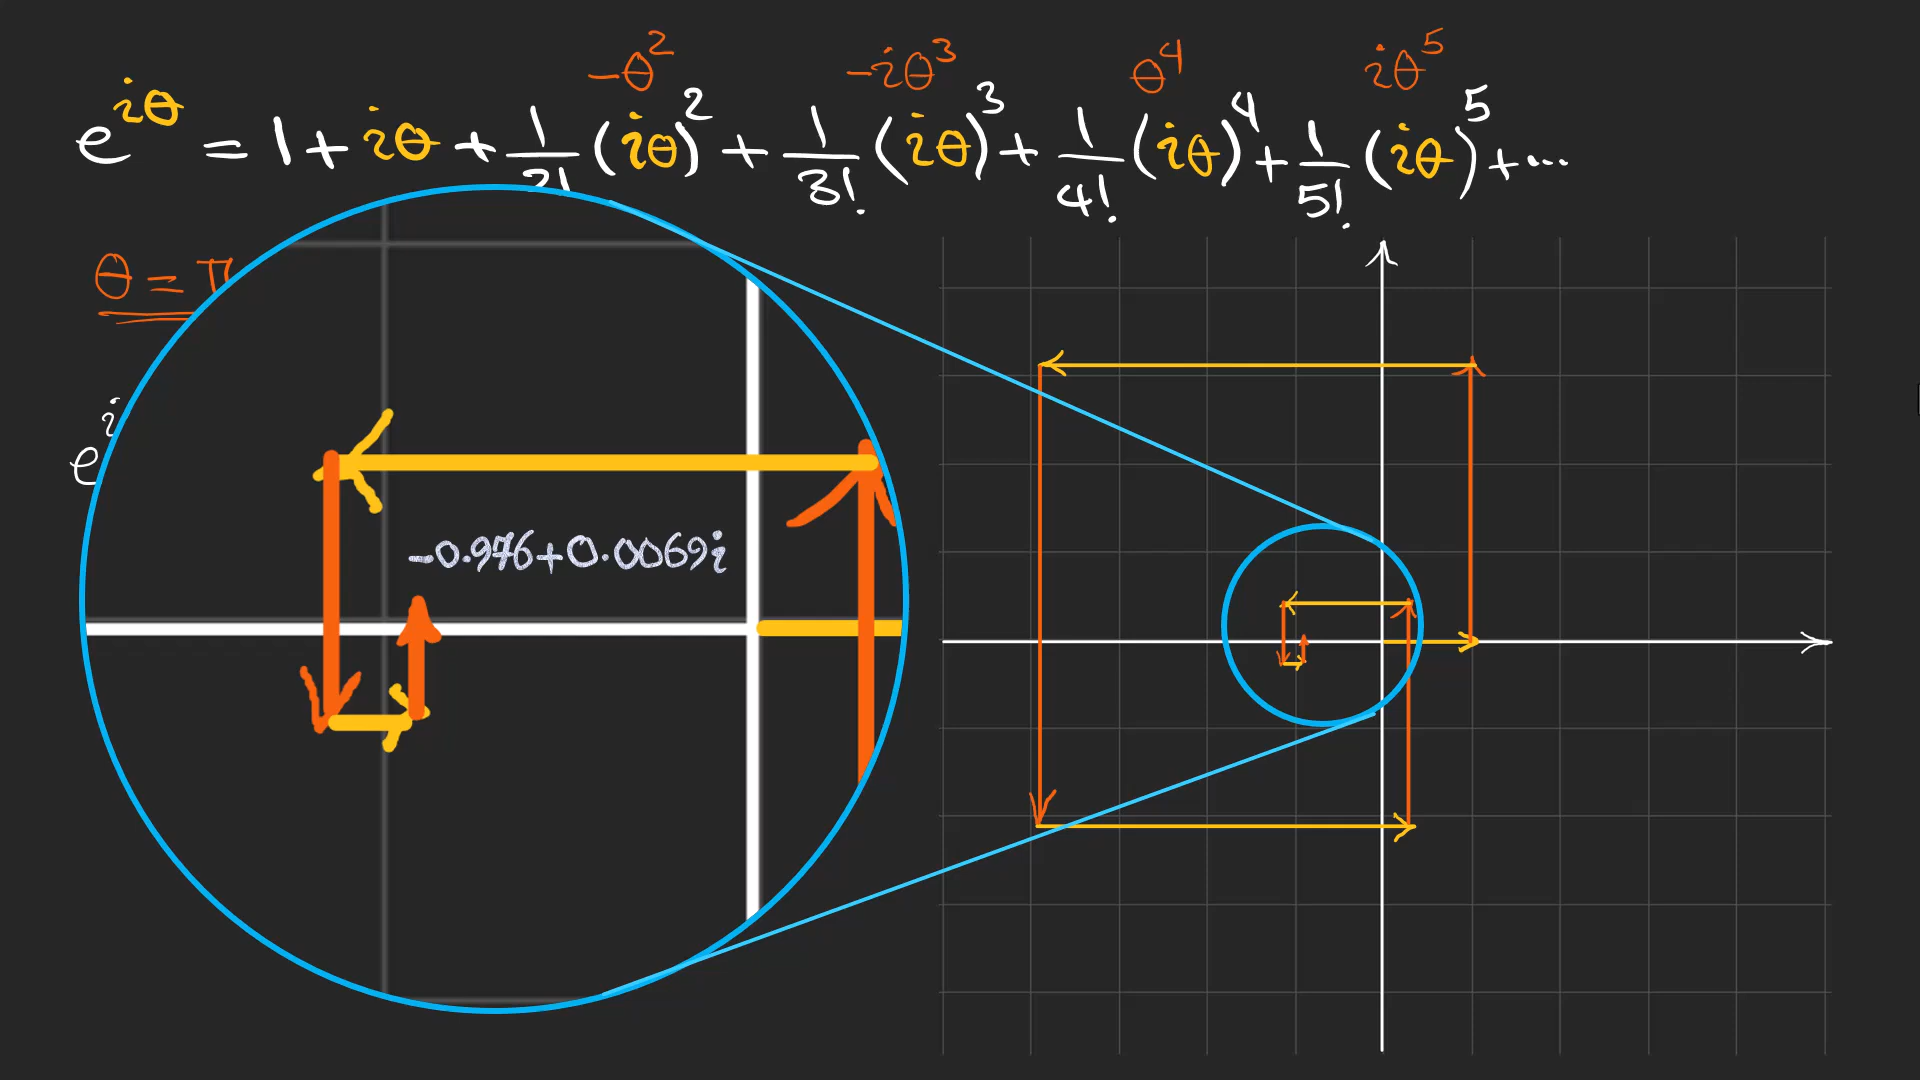 -θ² -iθ³ θ⁴ iθ⁵
e^{iθ} = 1 + iθ + 1/2! (iθ)² + 1/3! (iθ)³ + 1/4! (iθ)⁴ + 1/5! (iθ)⁵ + ...
θ = π
e^i
-0.976+0.0069i